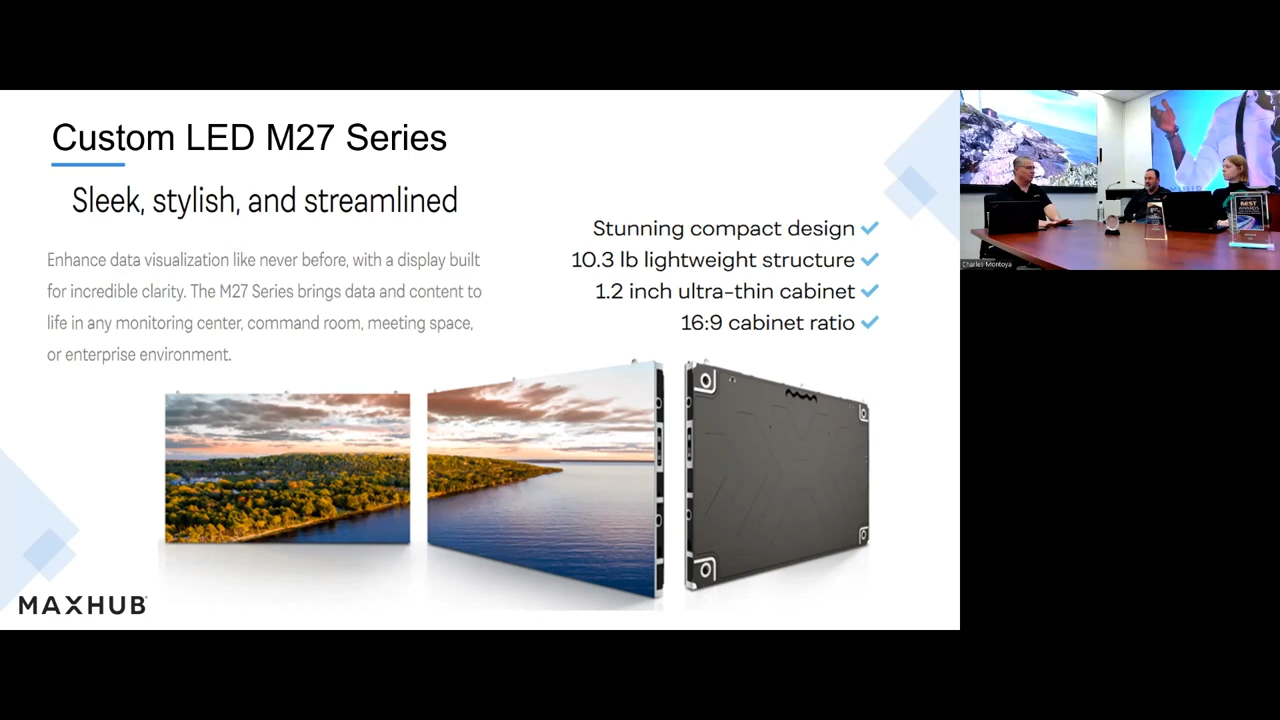 Custom LED M27 Series
Sleek, stylish, and streamlined
Enhance data visualization like never before, with a display built
for incredible clarity. The M27 Series brings data and content to
life in any monitoring center, command room, meeting space,
or enterprise environment.
Stunning compact design
10.3 lb lightweight structure
1.2 inch ultra-thin cabinet
16:9 cabinet ratio
MAXHUB
Charles Montoya
BEST
AWARDS